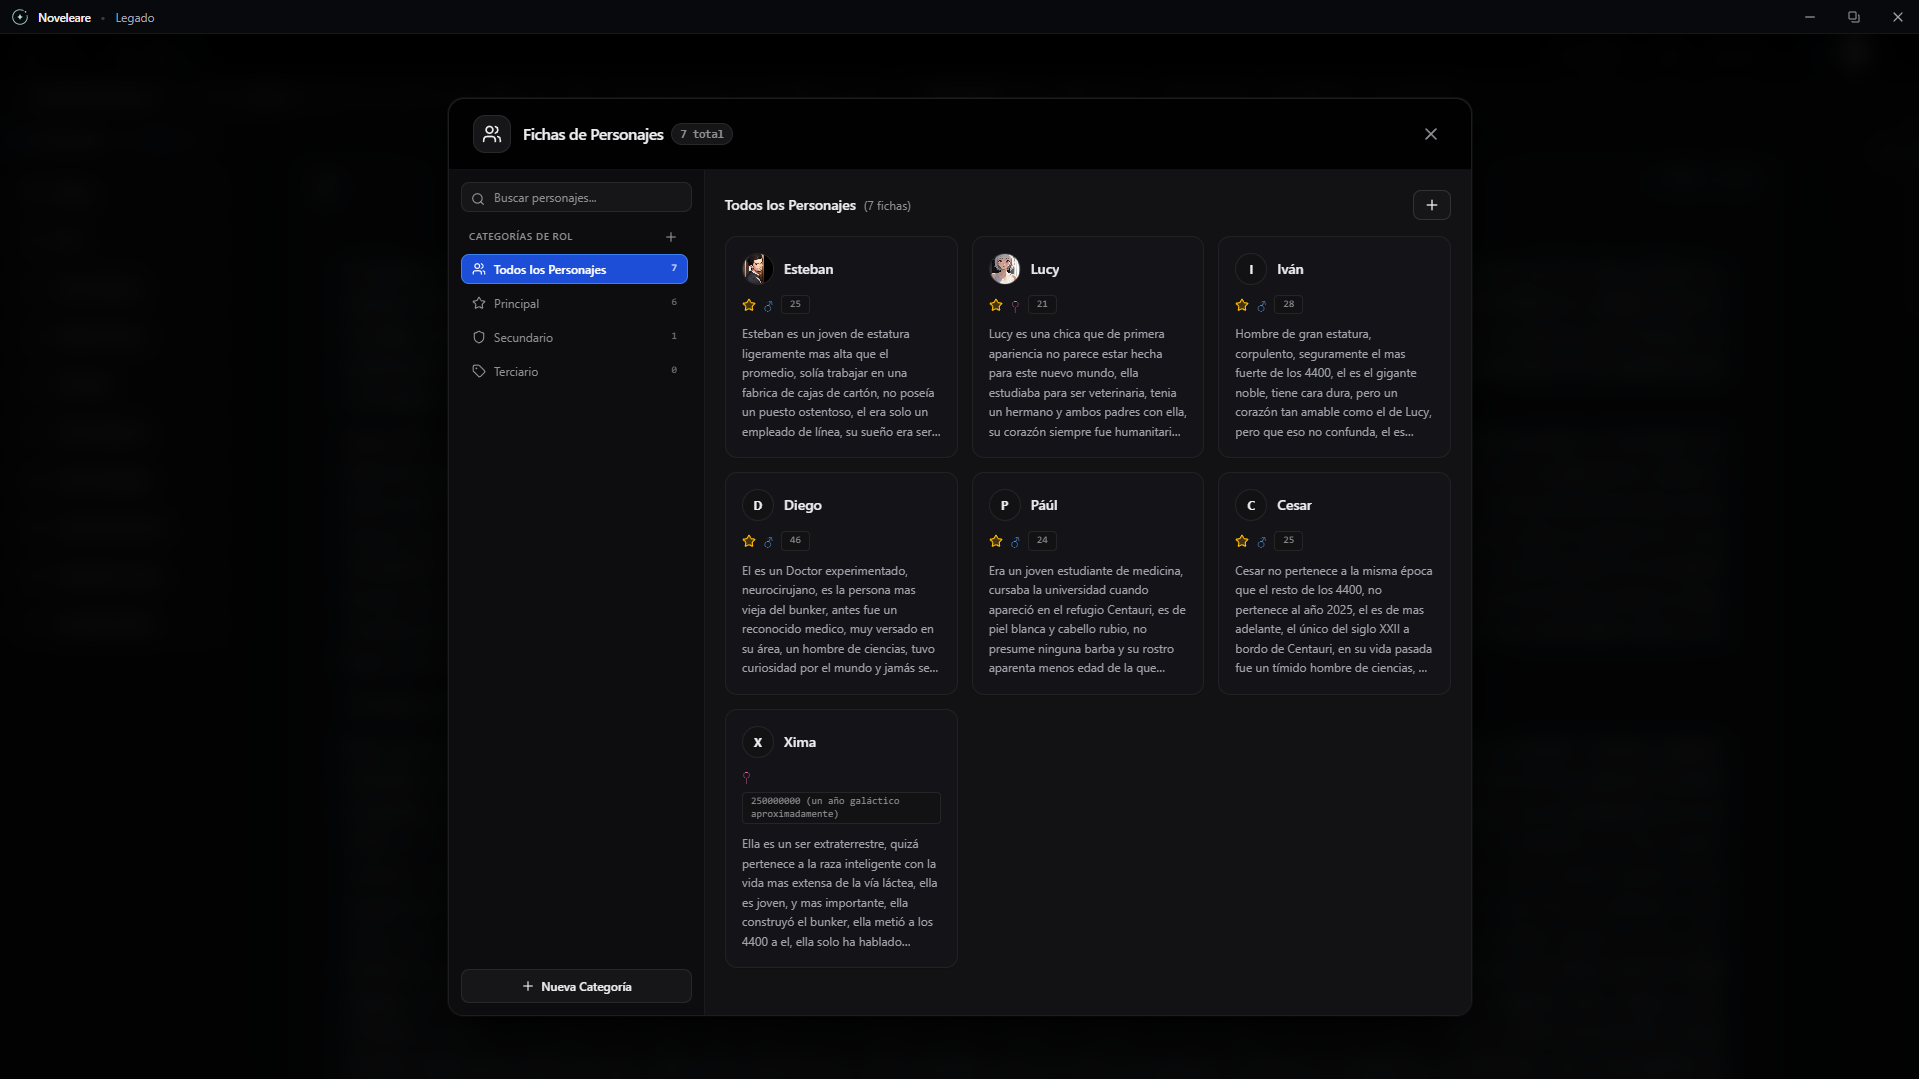 Noveleare • Legado
Fichas de Personajes 7 total
Buscar personajes...
CATEGORÍAS DE ROL
Todos los Personajes 7
Principal 6
Secundario 1
Terciario 0
Nueva Categoría
Todos los Personajes (7 fichas)
Esteban
25
Esteban es un joven de estatura
ligeramente mas alta que el
promedio, solía trabajar en una
fabrica de cajas de cartón, no poseía
un puesto ostentoso, el era solo un
empleado de línea, su sueño era ser...
Lucy
21
Lucy es una chica que de primera
apariencia no parece estar hecha
para este nuevo mundo, ella
estudiaba para ser veterinaria, tenia
un hermano y ambos padres con ella,
su corazón siempre fue humanitari...
I
Iván
28
Hombre de gran estatura,
corpulento, seguramente el mas
fuerte de los 4400, el es el gigante
noble, tiene cara dura, pero un
corazón tan amable como el de Lucy,
pero que eso no confunda, el es...
D
Diego
46
El es un Doctor experimentado,
neurocirujano, es la persona mas
vieja del bunker, antes fue un
reconocido medico, muy versado en
su área, un hombre de ciencias, tuvo
curiosidad por el mundo y jamás se...
P
Páúl
24
Era un joven estudiante de medicina,
cursaba la universidad cuando
apareció en el refugio Centauri, es de
piel blanca y cabello rubio, no
presume ninguna barba y su rostro
aparenta menos edad de la que...
C
Cesar
25
Cesar no pertenece a la misma época
que el resto de los 4400, no
pertenece al año 2025, el es de mas
adelante, el único del siglo XXII a
bordo de Centauri, en su vida pasada
fue un tímido hombre de ciencias, ...
X
Xima
250000000 (un año galáctico
aproximadamente)
Ella es un ser extraterrestre, quizá
pertenece a la raza inteligente con la
vida mas extensa de la vía láctea, ella
es joven, y mas importante, ella
construyó el bunker, ella metió a los
4400 a el, ella solo ha hablado...